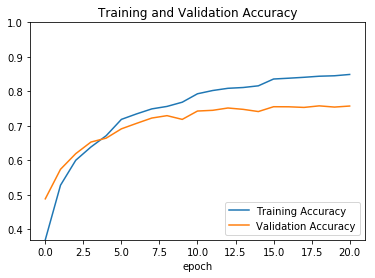 Training and Validation Accuracy
1.0
0.9
0.8
0.7
0.6
0.5
0.4
Training Accuracy
Validation Accuracy
0.0 2.5 5.0 7.5 10.0 12.5 15.0 17.5 20.0
epoch